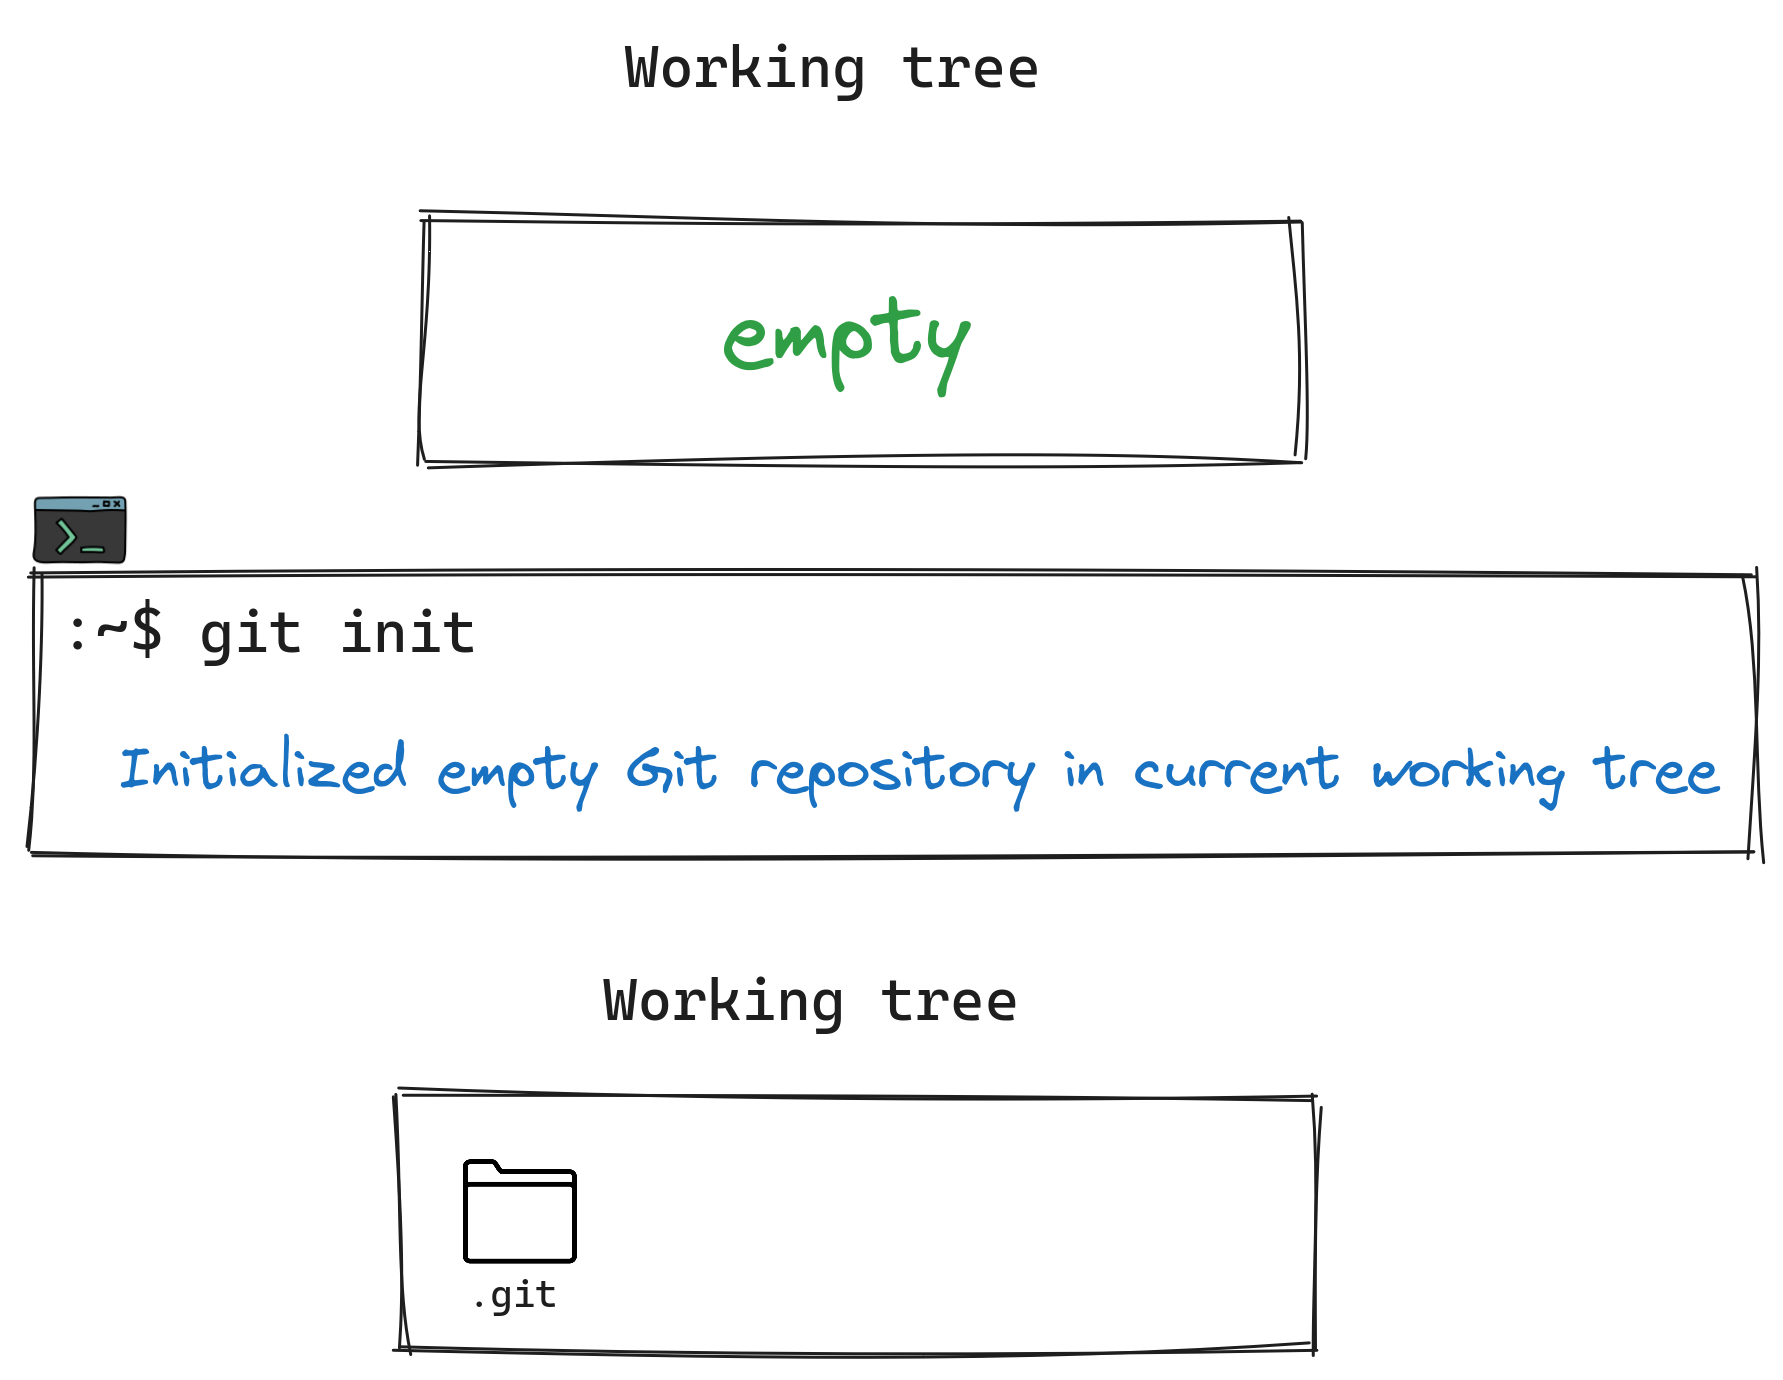 Working tree
empty
:~$ git init
Initialized empty Git repository in current working tree
Working tree
.git